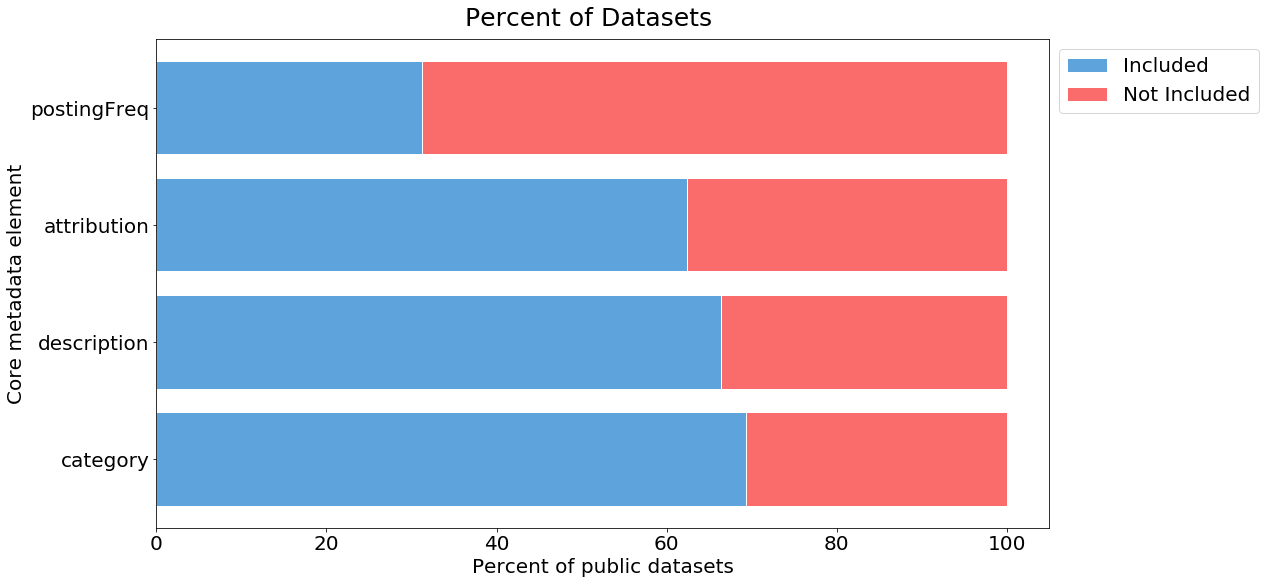 Percent of Datasets
Included
Not Included
Core metadata element
postingFreq
attribution
description
category
0 20 40 60 80 100
Percent of public datasets